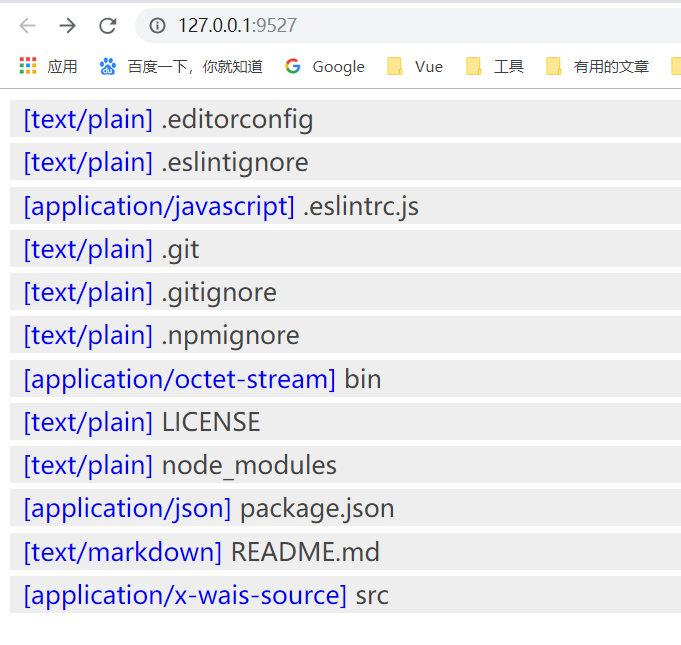 127.0.0.1:9527
应用 百度一下，你就知道 Google Vue 工具 有用的文章
[text/plain] .editorconfig
[text/plain] .eslintignore
[application/javascript] .eslintrc.js
[text/plain] .git
[text/plain] .gitignore
[text/plain] .npmignore
[application/octet-stream] bin
[text/plain] LICENSE
[text/plain] node_modules
[application/json] package.json
[text/markdown] README.md
[application/x-wais-source] src